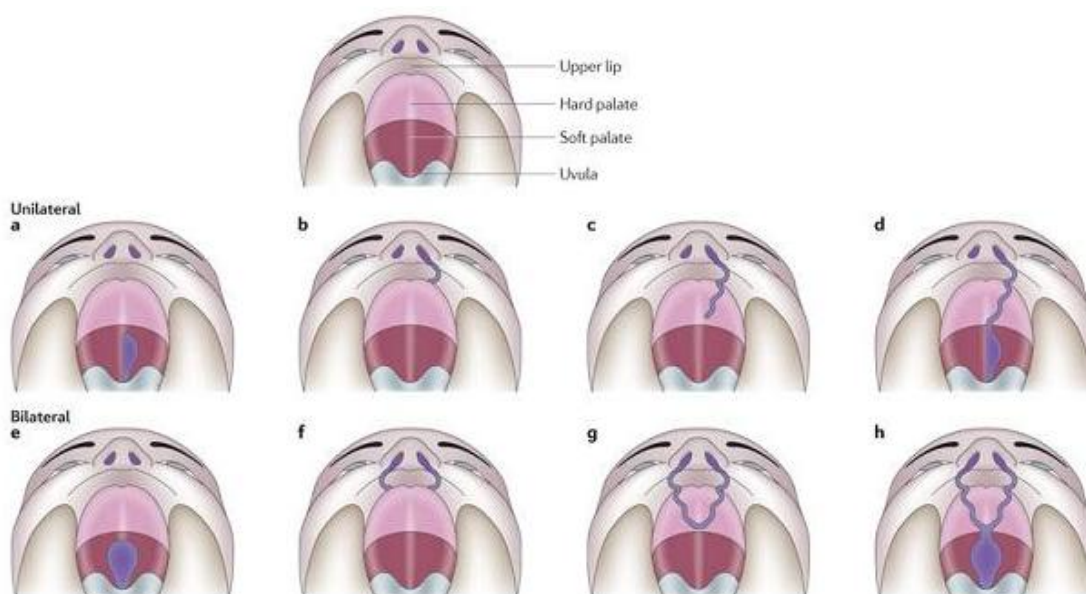 Upper lip
Hard palate
Soft palate
Uvula
Unilateral
a
b
c
d
Bilateral
e
f
g
h